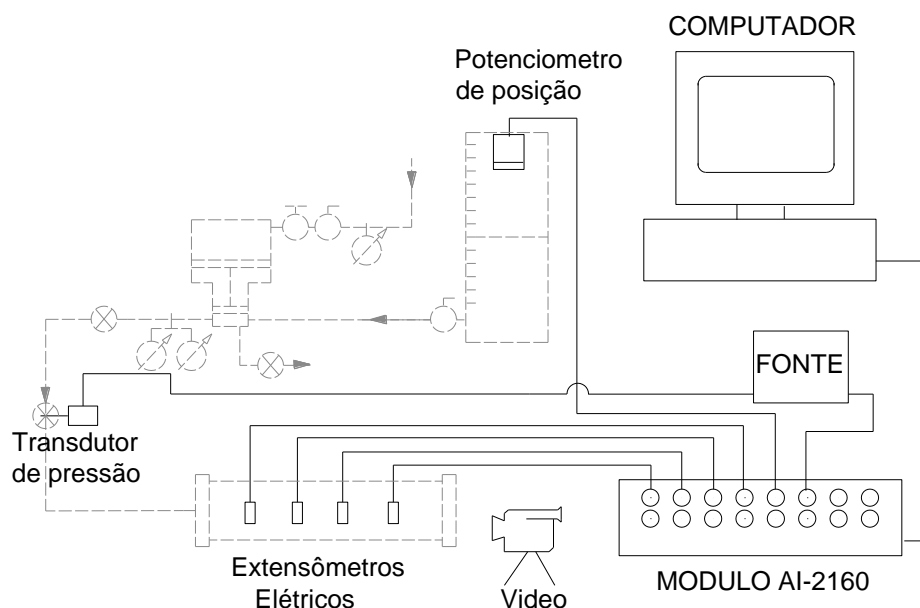 COMPUTADOR
Potenciometro
de posição
FONTE
Transdutor
de pressão
Extensômetros
Elétricos
Video
MODULO AI-2160